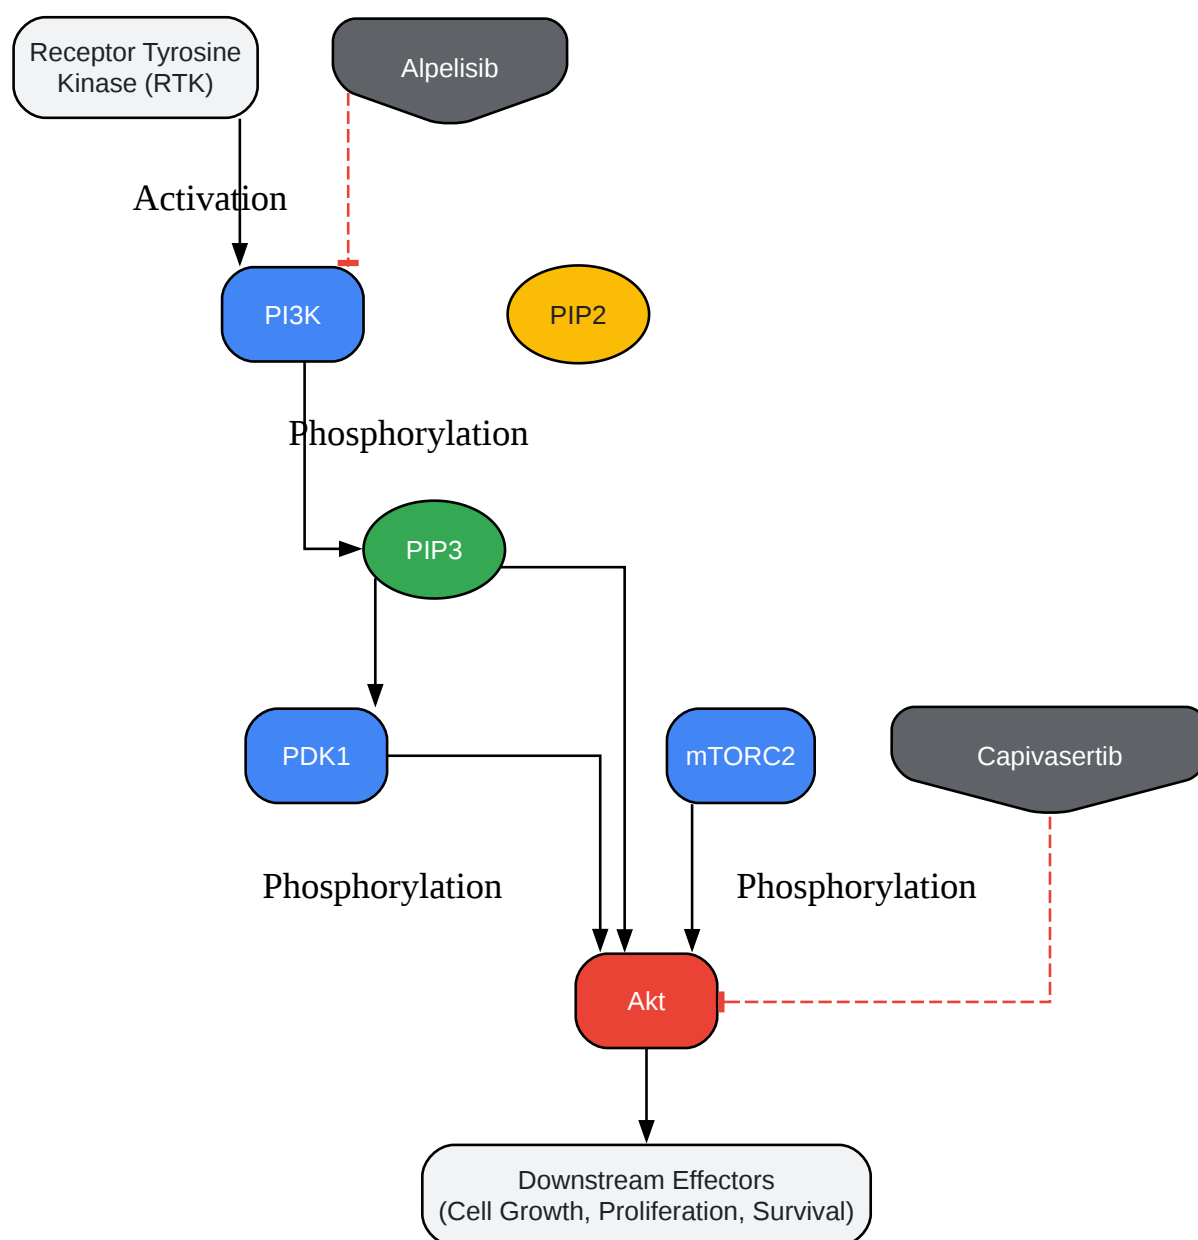 Receptor Tyrosine
Kinase (RTK)
Alpelisib
Activation
PI3K
PIP2
Phosphorylation
PIP3
PDK1
mTORC2
Capivasertib
Phosphorylation
Phosphorylation
Akt
Downstream Effectors
(Cell Growth, Proliferation, Survival)